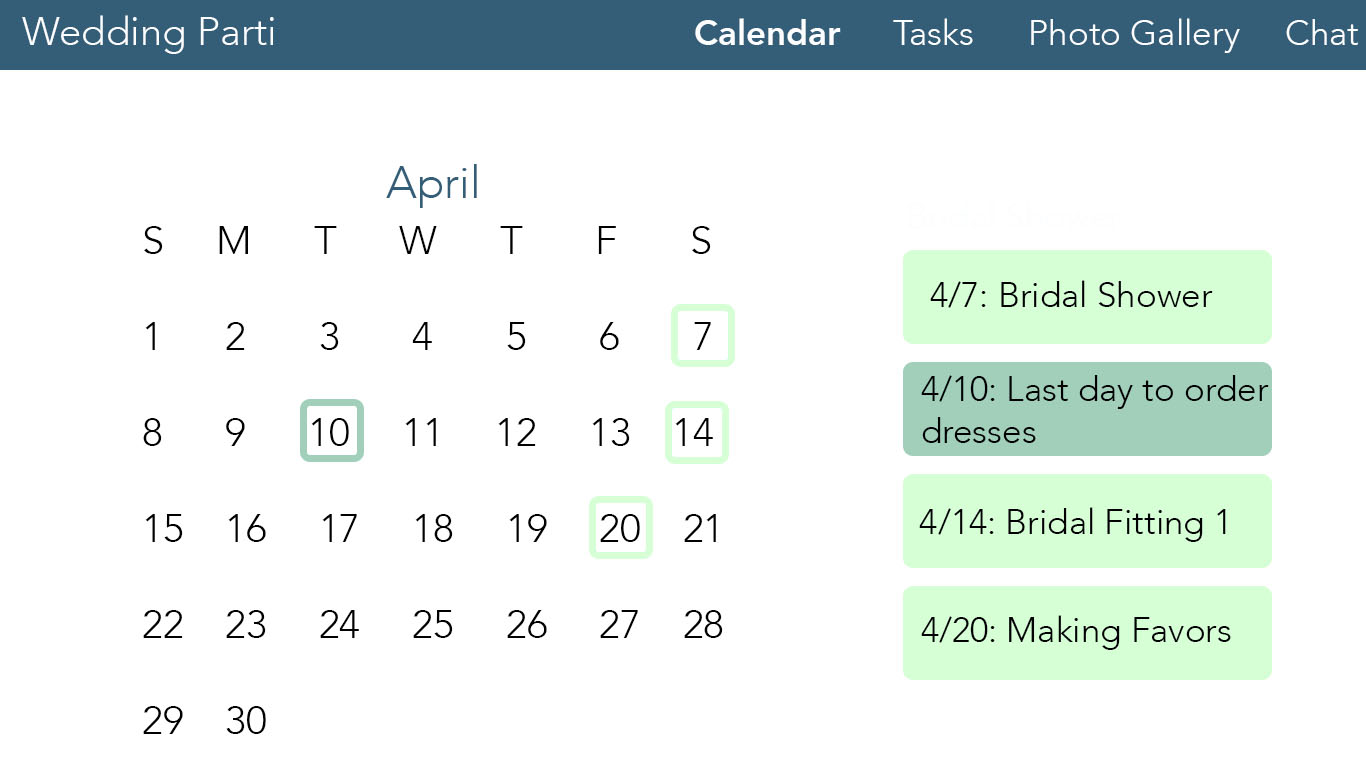 Wedding Parti
Calendar Tasks Photo Gallery Chat
April
S M T W T F S
1 2 3 4 5 6 7
8 9 10 11 12 13 14
15 16 17 18 19 20 21
22 23 24 25 26 27 28
29 30
4/7: Bridal Shower
4/10: Last day to order
dresses
4/14: Bridal Fitting 1
4/20: Making Favors